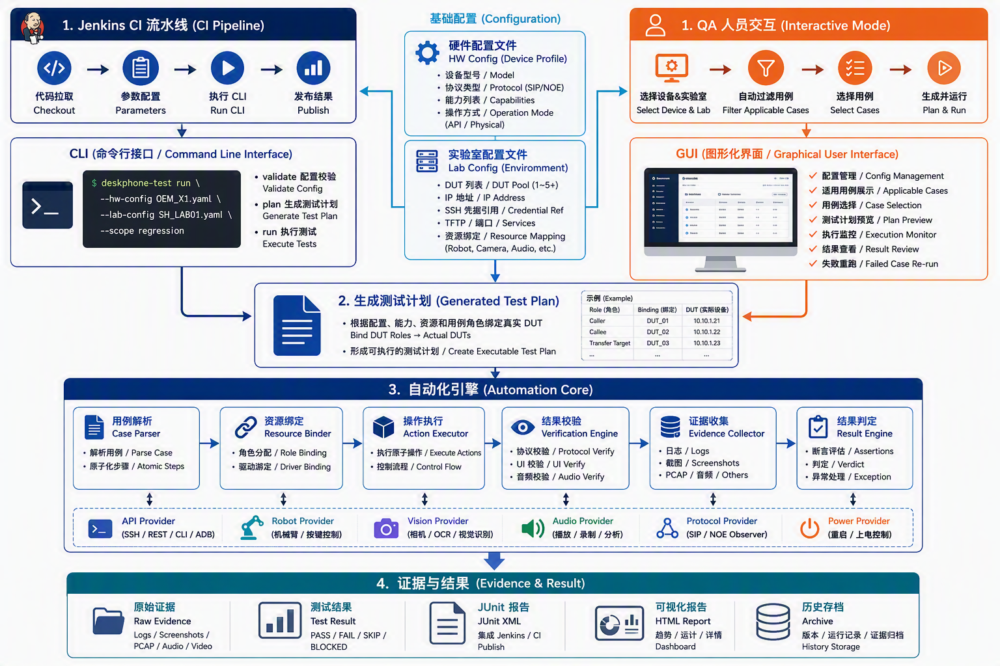 1. Jenkins CI 流水线 (CI Pipeline)
代码拉取
Checkout
参数配置
Parameters
执行 CLI
Run CLI
发布结果
Publish
基础配置 (Configuration)
硬件配置文件
HW Config (Device Profile)
• 设备型号 / Model
• 协议类型 / Protocol (SIP/NOE)
• 能力列表 / Capabilities
• 操作方式 / Operation Mode
(API / Physical)
实验室配置文件
Lab Config (Environment)
• DUT 列表 / DUT Pool (1~5+)
• IP 地址 / IP Address
• SSH 凭据引用 / Credential Ref
• TFTP / 端口 / Services
• 资源绑定 / Resource Mapping
(Robot, Camera, Audio, etc.)
1. QA 人员交互 (Interactive Mode)
选择设备&实验室
Select Device & Lab
自动过滤用例
Filter Applicable Cases
选择用例
Select Cases
生成并运行
Plan & Run
CLI (命令行接口 / Command Line Interface)
>_
$ deskphone-test run \
--hw-config OEM_X1.yaml \
--lab-config SH_LAB01.yaml \
--scope regression
• validate 配置校验
Validate Config
• plan 生成测试计划
Generate Test Plan
• run 执行测试
Execute Tests
GUI (图形化界面 / Graphical User Interface)
✓ 配置管理 / Config Management
✓ 适用用例展示 / Applicable Cases
✓ 用例选择 / Case Selection
✓ 测试计划预览 / Plan Preview
✓ 执行监控 / Execution Monitor
✓ 结果查看 / Result Review
✓ 失败重跑 / Failed Case Re-run
2. 生成测试计划 (Generated Test Plan)
• 根据配置、能力、资源和用例角色绑定真实 DUT
Bind DUT Roles → Actual DUTs
• 形成可执行的测试计划 / Create Executable Test Plan
示例 (Example)
Role (角色) Binding (绑定) DUT (实际设备)
Caller DUT_01 10.10.1.21
Callee DUT_02 10.10.1.22
Transfer Target DUT_03 10.10.1.23
... ... ...
3. 自动化引擎 (Automation Core)
用例解析
Case Parser
• 解析用例 / Parse Case
• 原子化步骤 / Atomic Steps
资源绑定
Resource Binder
• 角色分配 / Role Binding
• 驱动游定 / Driver Binding
操作执行
Action Executor
• 执行原子操作 / Execute Actions
• 控制流程 / Control Flow
结果校验
Verification Engine
• 协议校验 / Protocol Verify
• UI 校验 / UI Verify
• 音频校验 / Audio Verify
证据收集
Evidence Collector
• 日志 / Logs
• 截图 / Screenshots
• PCAP / 音频 / Others
结果判定
Result Engine
• 断言评估 / Assertions
• 判定 / Verdict
• 异常处理 / Exception
API Provider
(SSH / REST / CLI / ADB)
Robot Provider
(机械臂 / 按键控制)
Vision Provider
(相机 / OCR / 视觉识别)
Audio Provider
(播放 / 录制 / 分析)
Protocol Provider
(SIP / NOE Observer)
Power Provider
(重启 / 上电控制)
4. 证据与结果 (Evidence & Result)
原始证据
Raw Evidence
Logs / Screenshots /
PCAP / Audio / Video
测试结果
Test Result
PASS / FAIL / SKIP /
BLOCKED
JUnit 报告
JUnit XML
集成 Jenkins / CI
Publish
可视化报告
HTML Report
趋势 / 运计 / 详情
Dashboard
历史存档
Archive
版本 / 运行记录 / 证据归档
History Storage